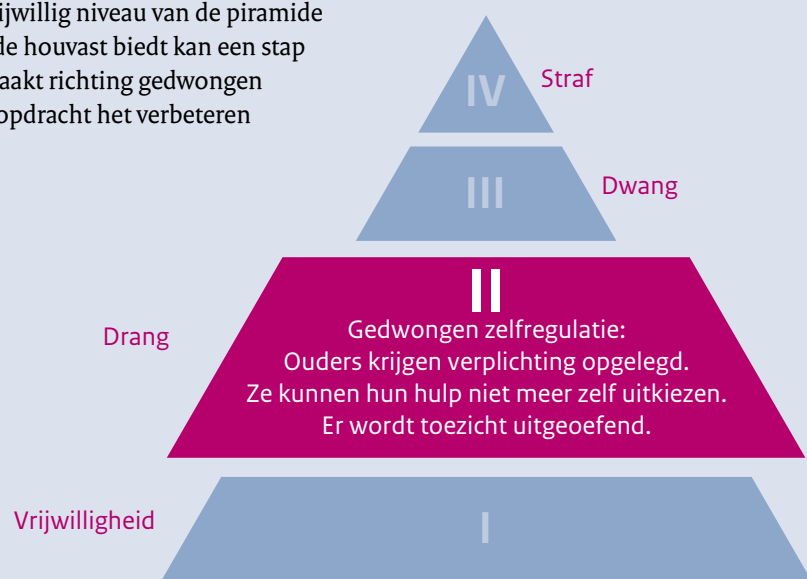 ijwillig niveau van de piramide
de houvast biedt kan een stap
aakt richting gedwongen
opdracht het verbeteren
IV
Straf
III
Dwang
II
Drang
Gedwongen zelfregulatie:
Ouders krijgen verplichting opgelegd.
Ze kunnen hun hulp niet meer zelf uitkiezen.
Er wordt toezicht uitgeoefend.
Vrijwilligheid
I